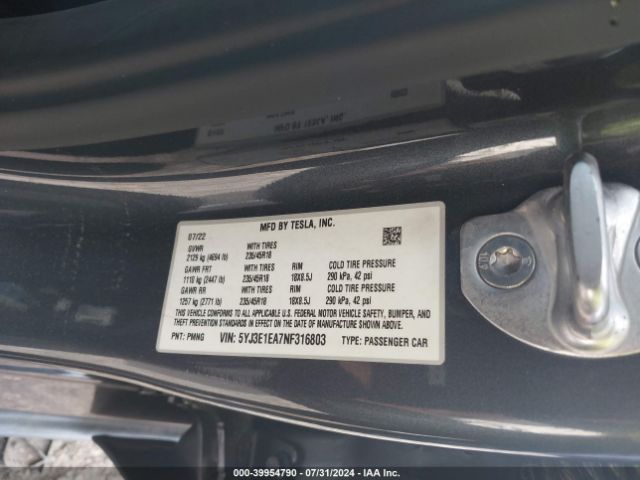 MFD BY TESLA, INC.
07/22
GVWR WITH TIRES
2129 kg (4694 lb) 235/45R18
GAWR FRT WITH TIRES RIM COLD TIRE PRESSURE
1110 kg (2447 lb) 235/45R18 18X8.5J 290 kPa, 42 psi
GAWR RR WITH TIRES RIM COLD TIRE PRESSURE
1257 kg (2771 lb) 235/45R18 18X8.5J 290 kPa, 42 psi
THIS VEHICLE CONFORMS TO ALL APPLICABLE U.S. FEDERAL MOTOR VEHICLE SAFETY, BUMPER, AND
THEFT PREVENTION STANDARDS IN EFFECT ON THE DATE OF MANUFACTURE SHOWN ABOVE.
PNT: PMNG VIN: 5YJ3E1EA7NF316803 TYPE: PASSENGER CAR
000-39954790 - 07/31/2024 - IAA Inc.